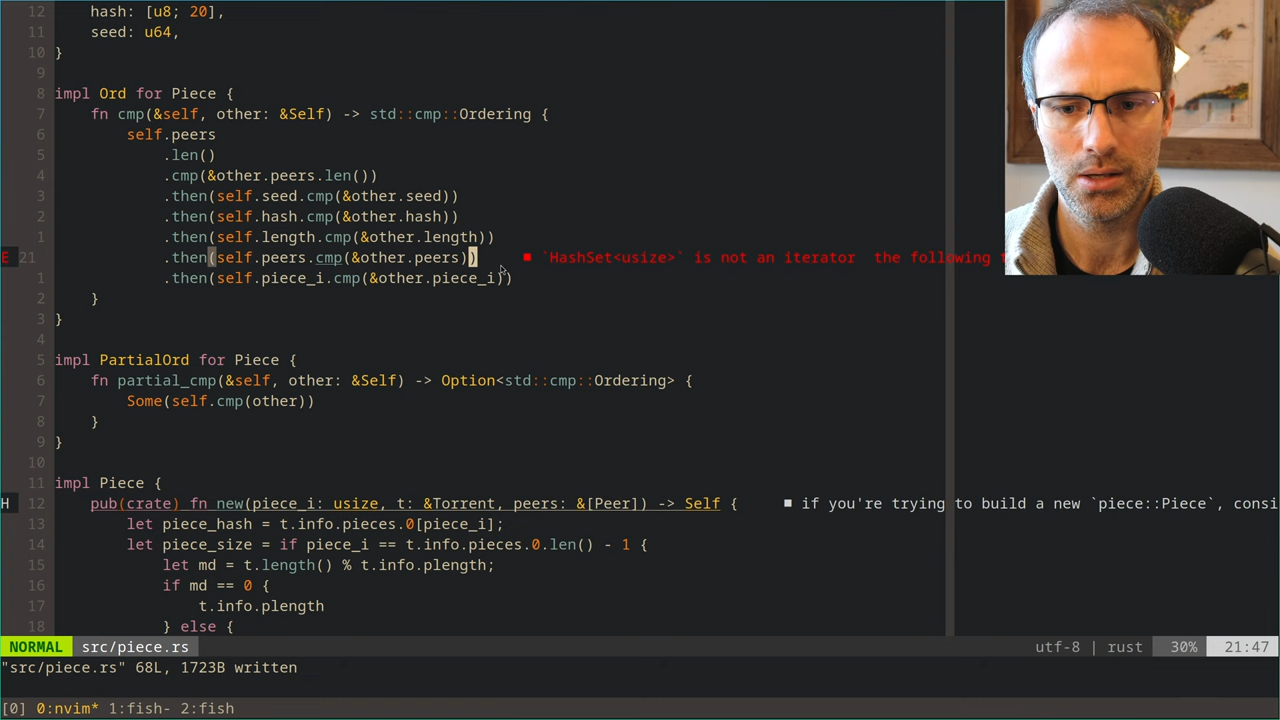 12 hash: [u8; 20],
11 seed: u64,
10 }
9
8 impl Ord for Piece {
7 fn cmp(&self, other: &Self) -> std::cmp::Ordering {
6 self.peers
5 .len()
4 .cmp(&other.peers.len())
3 .then(self.seed.cmp(&other.seed))
2 .then(self.hash.cmp(&other.hash))
1 .then(self.length.cmp(&other.length))
E 21 .then(self.peers.cmp(&other.peers)) ■ `HashSet<usize>` is not an iterator the following
1 .then(self.piece_i.cmp(&other.piece_i))
2 }
3 }
4
5 impl PartialOrd for Piece {
6 fn partial_cmp(&self, other: &Self) -> Option<std::cmp::Ordering> {
7 Some(self.cmp(other))
8 }
9 }
10
11 impl Piece {
H 12 pub(crate) fn new(piece_i: usize, t: &Torrent, peers: &[Peer]) -> Self { ■ if you're trying to build a new `piece::Piece`, consi
13 let piece_hash = t.info.pieces.0[piece_i];
14 let piece_size = if piece_i == t.info.pieces.0.len() - 1 {
15 let md = t.length() % t.info.plength;
16 if md == 0 {
17 t.info.plength
18 } else {
NORMAL src/piece.rs utf-8 | rust 30% 21:47
"src/piece.rs" 68L, 1723B written
[0] 0:nvim* 1:fish- 2:fish